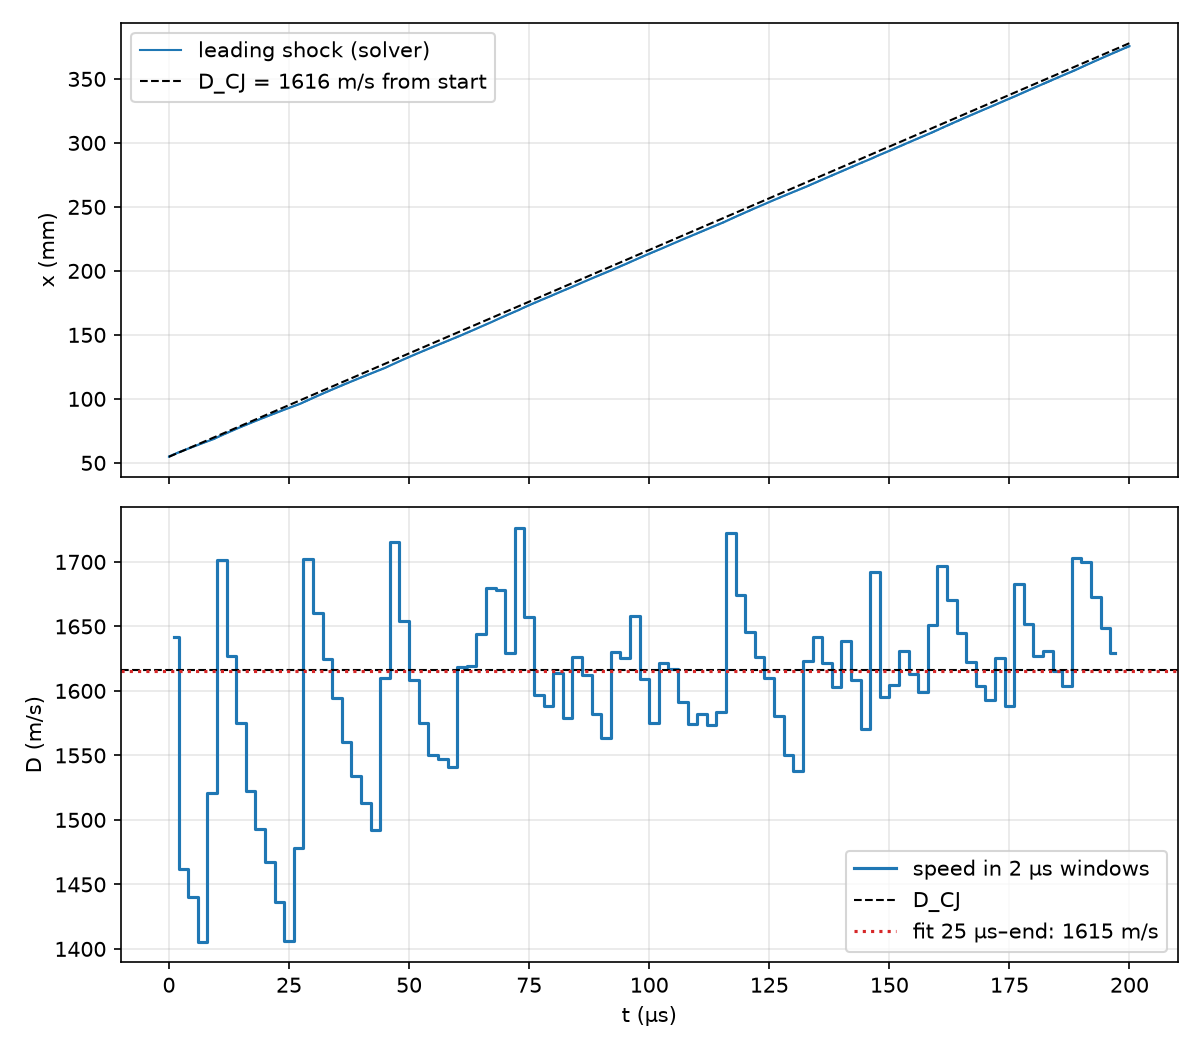 leading shock (solver)
D_CJ = 1616 m/s from start
350
300
250
200
150
100
50
x (mm)
1700
1650
1600
1550
1500
1450
1400
D (m/s)
speed in 2 µs windows
D_CJ
fit 25 µs–end: 1615 m/s
0 25 50 75 100 125 150 175 200
t (µs)